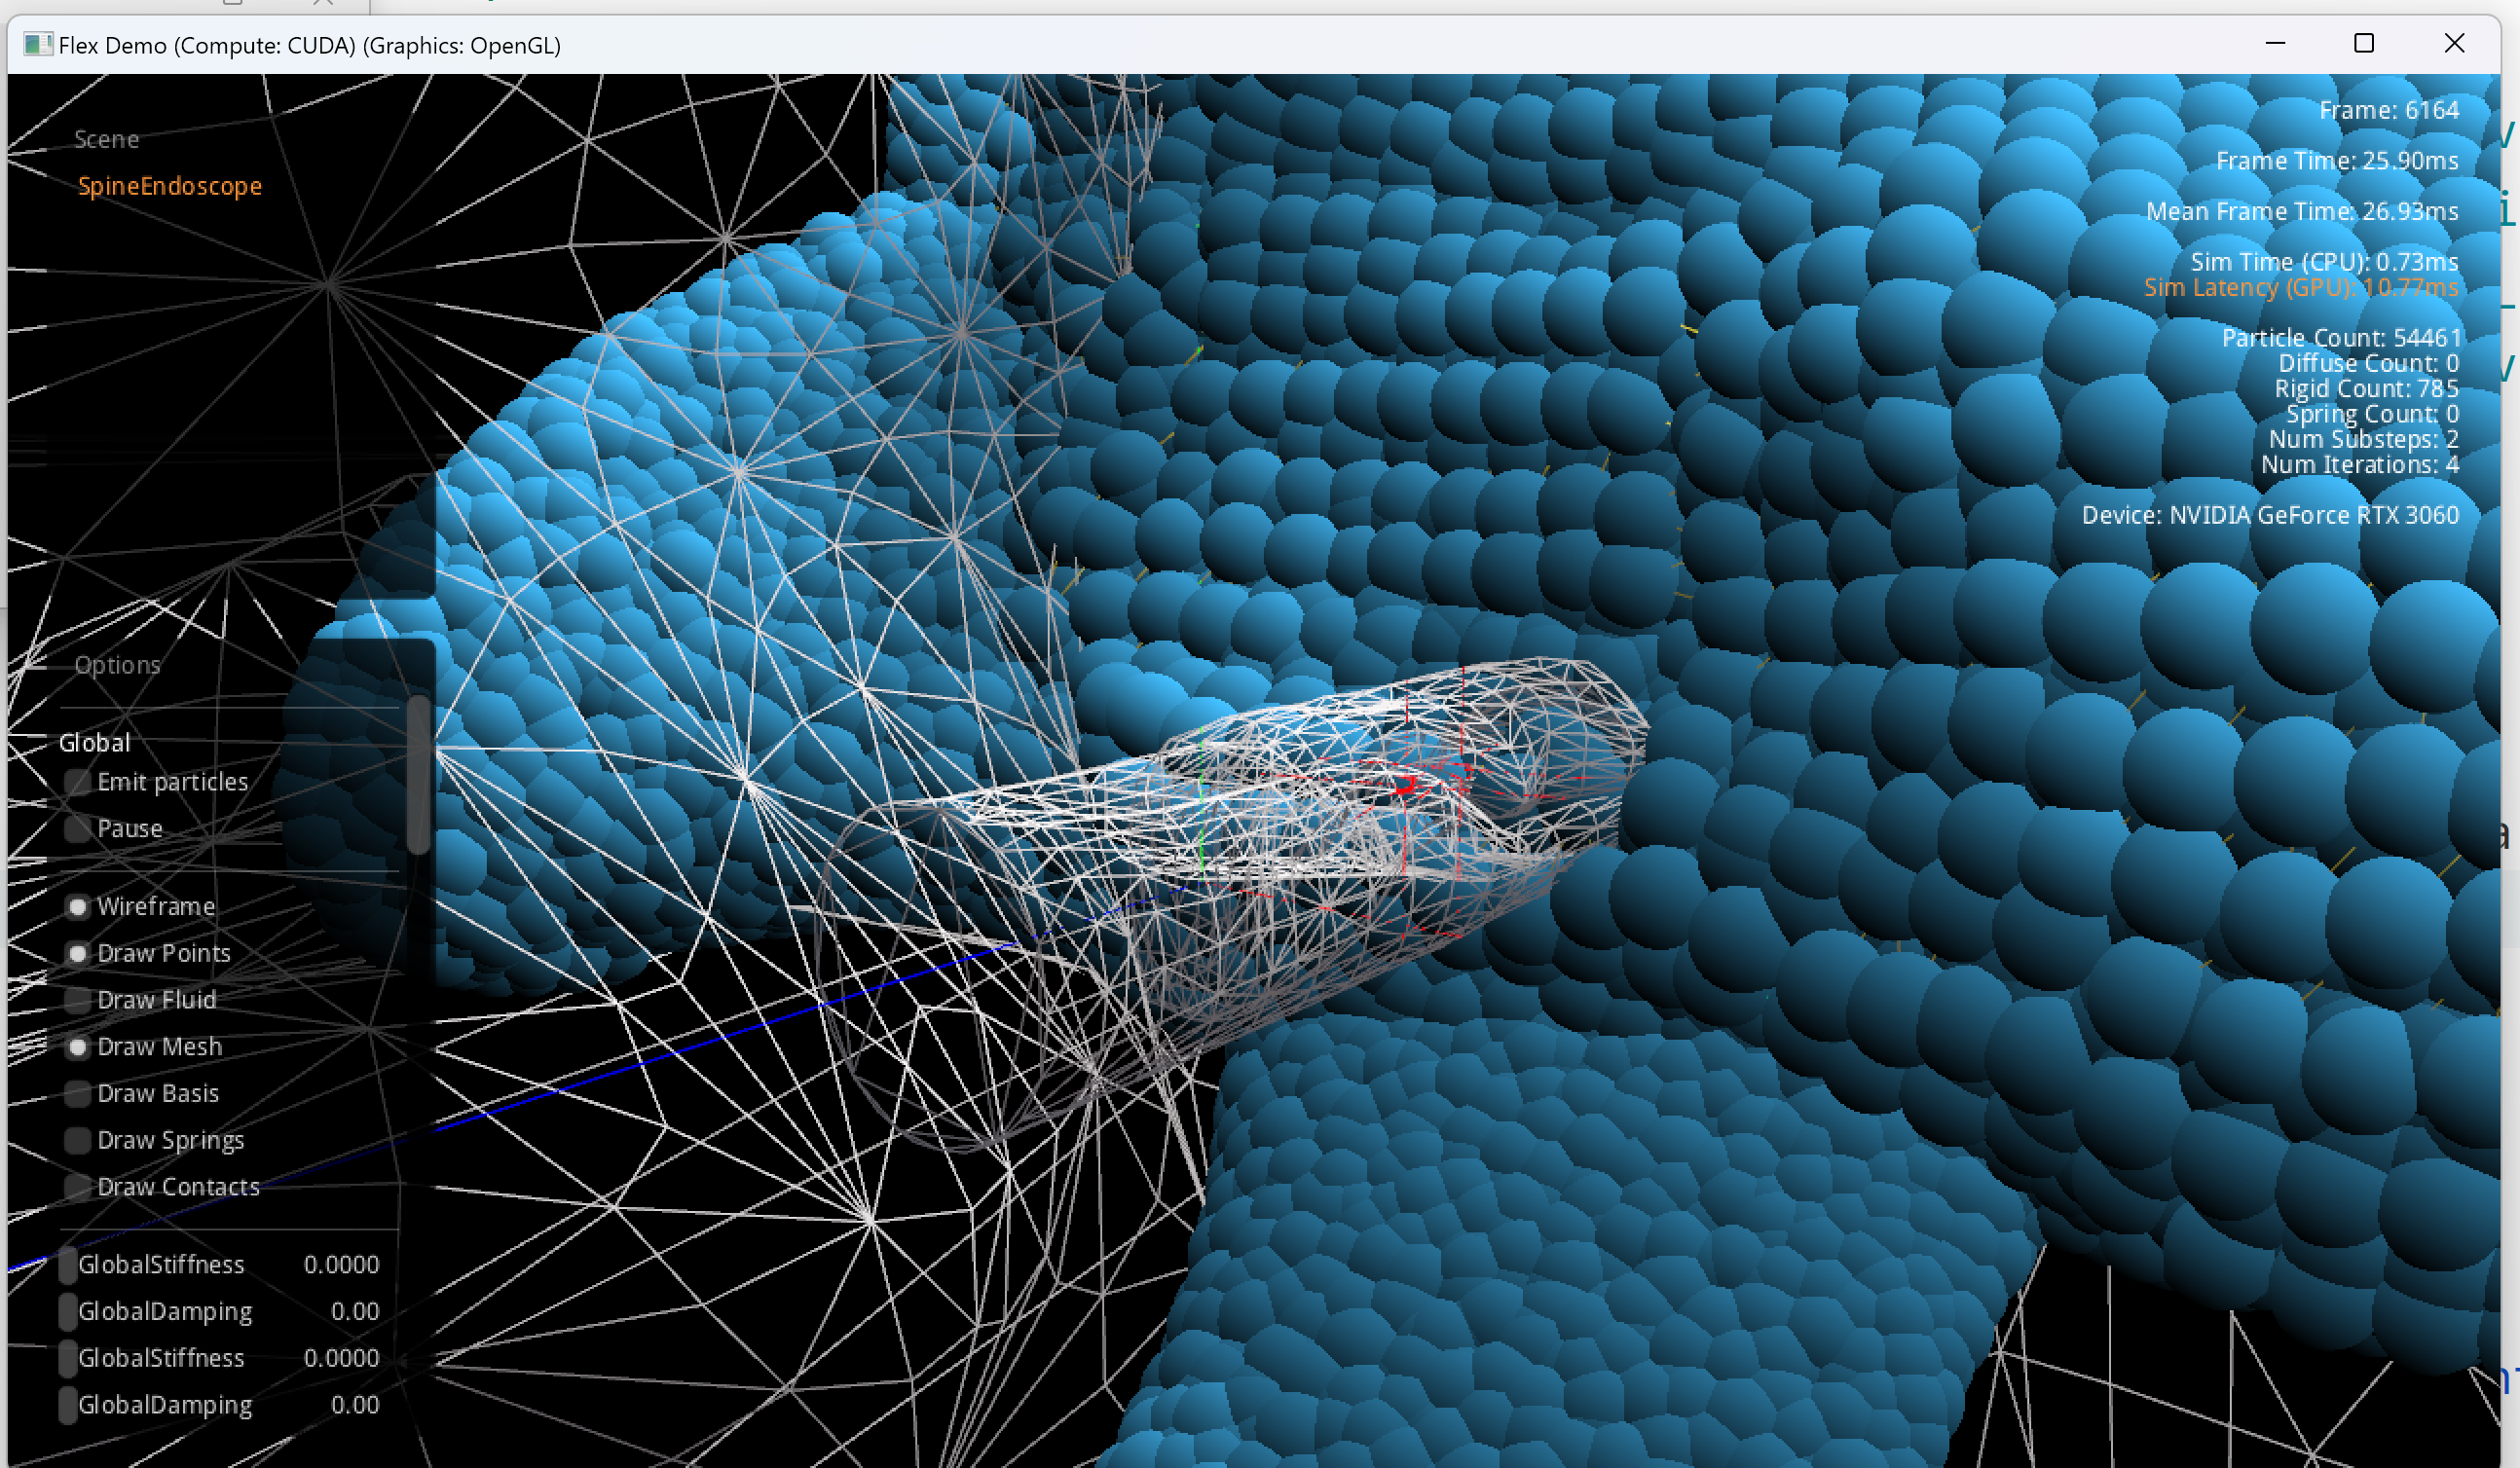 Flex Demo (Compute: CUDA) (Graphics: OpenGL)
Scene
SpineEndoscope
Frame: 6164
Frame Time: 25.90ms
Mean Frame Time: 26.93ms
Sim Time (CPU): 0.73ms
Sim Latency (GPU): 10.77ms
Particle Count: 54461
Diffuse Count: 0
Rigid Count: 785
Spring Count: 0
Num Substeps: 2
Num Iterations: 4
Device: NVIDIA GeForce RTX 3060
Options
Global
Emit particles
Pause
Wireframe
Draw Points
Draw Fluid
Draw Mesh
Draw Basis
Draw Springs
Draw Contacts
GlobalStiffness 0.0000
GlobalDamping 0.00
GlobalStiffness 0.0000
GlobalDamping 0.00